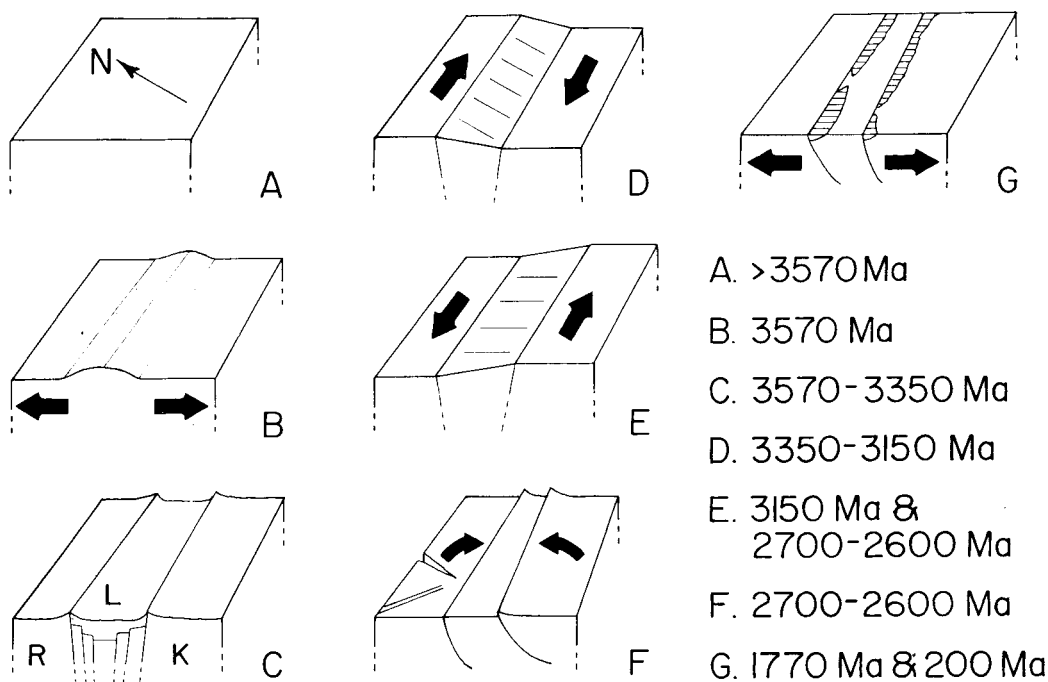 N
A
D
G
B
E
L
R
K
C
F
A. >3570 Ma
B. 3570 Ma
C. 3570-3350 Ma
D. 3350-3150 Ma
E. 3150 Ma &
2700-2600 Ma
F. 2700-2600 Ma
G. 1770 Ma & 200 Ma